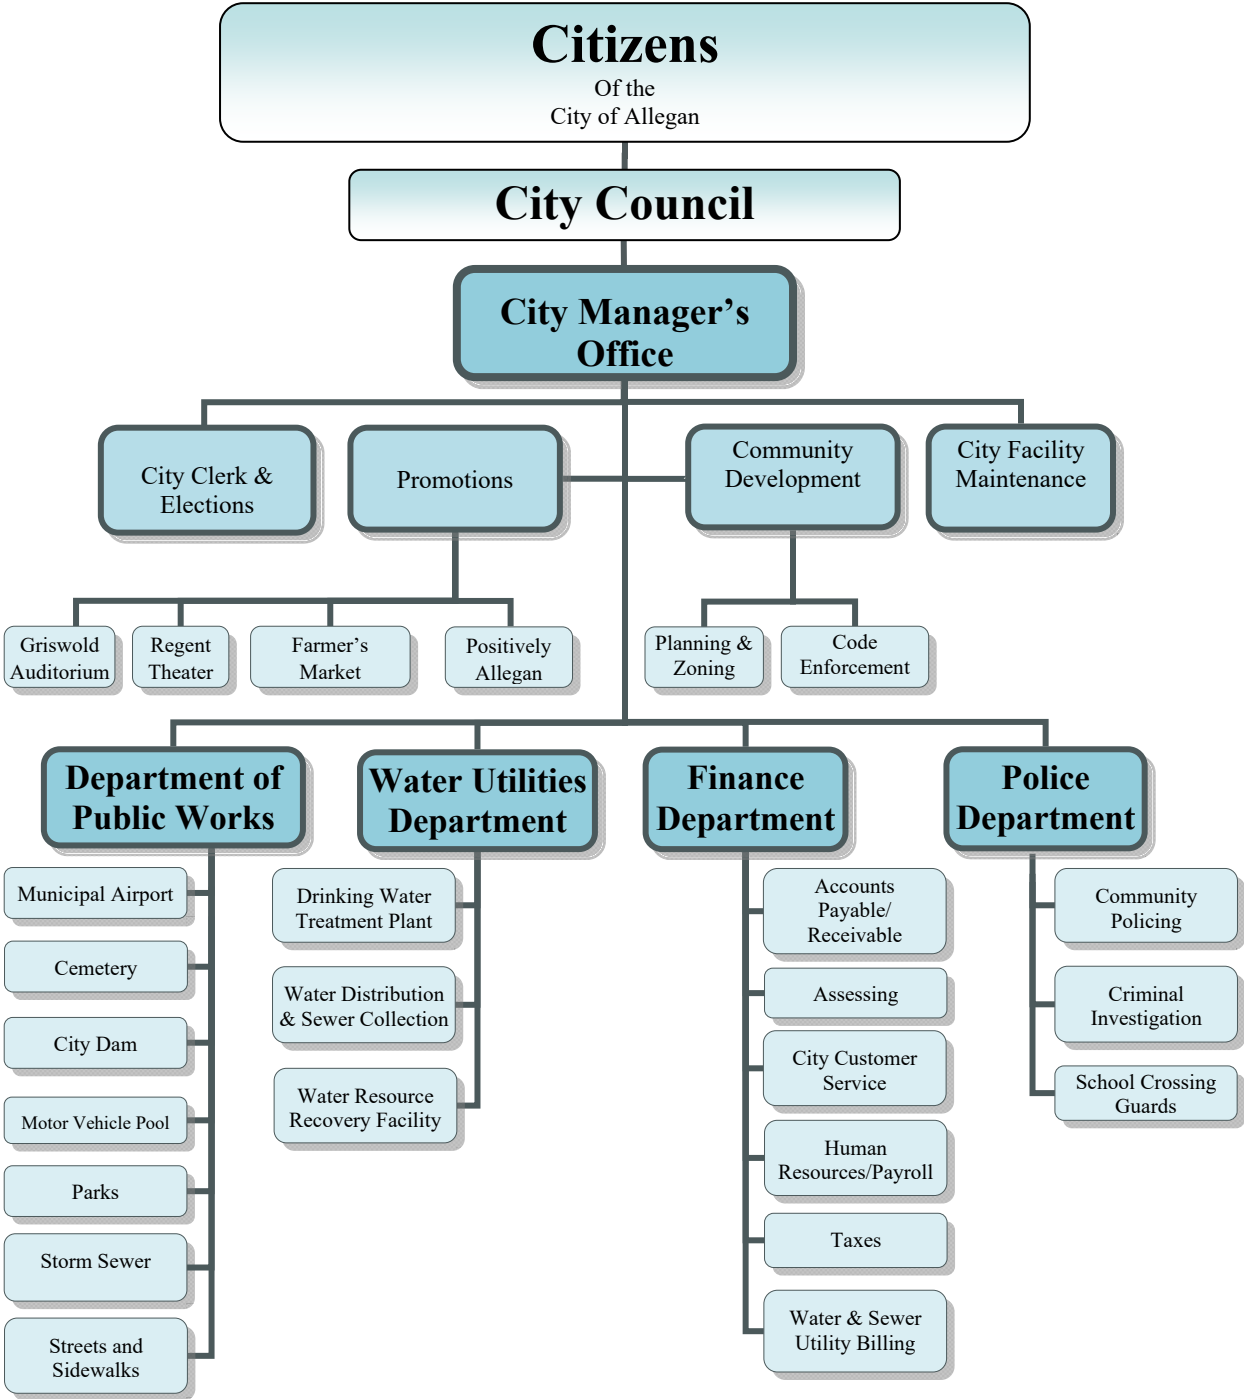 Citizens
Of the
City of Allegan
City Council
City Manager’s
Office
City Clerk &
Elections
Promotions
Community
Development
City Facility
Maintenance
Griswold
Auditorium
Regent
Theater
Farmer’s
Market
Positively
Allegan
Planning &
Zoning
Code
Enforcement
Department of
Public Works
Municipal Airport
Cemetery
City Dam
Motor Vehicle Pool
Parks
Storm Sewer
Streets and
Sidewalks
Water Utilities
Department
Drinking Water
Treatment Plant
Water Distribution
& Sewer Collection
Water Resource
Recovery Facility
Finance
Department
Accounts
Payable/
Receivable
Assessing
City Customer
Service
Human
Resources/Payroll
Taxes
Water & Sewer
Utility Billing
Police
Department
Community
Policing
Criminal
Investigation
School Crossing
Guards